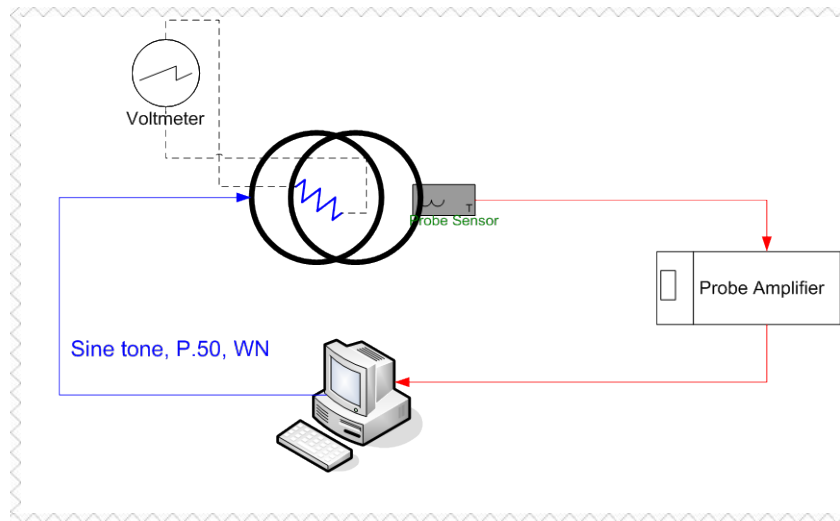 Voltmeter
T
Probe Sensor
Probe Amplifier
Sine tone, P.50, WN